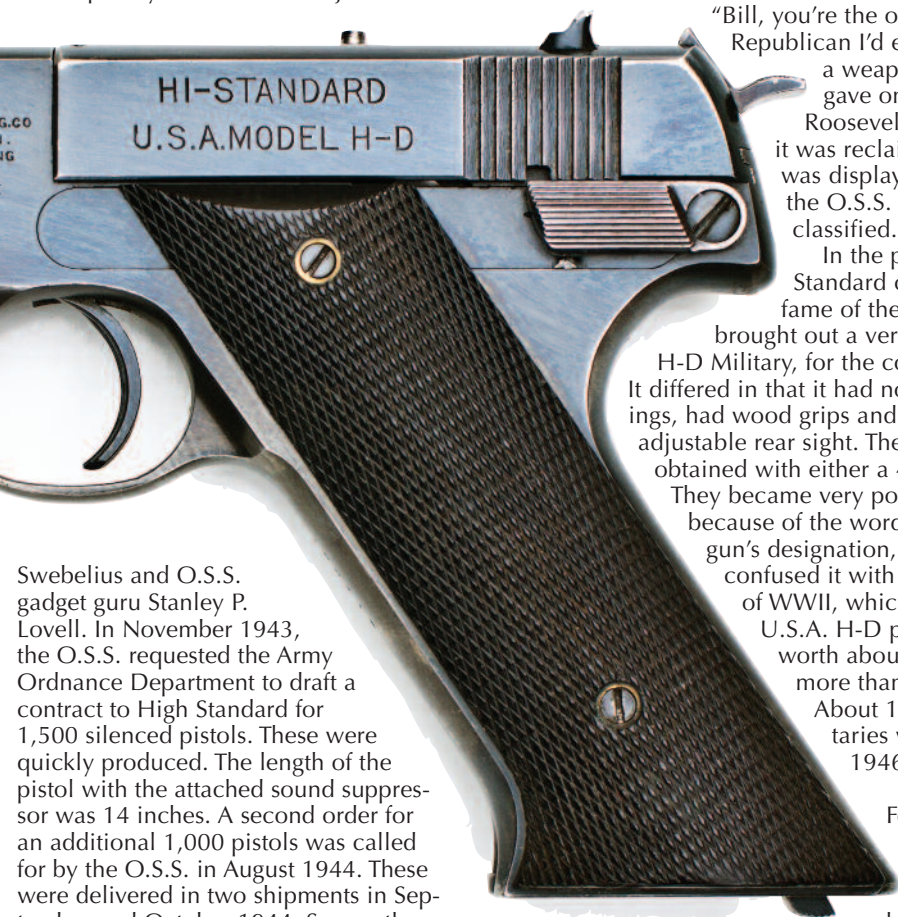 HI-STANDARD
U.S.A.MODEL H-D
G.CO
Swebelius and O.S.S.
gadget guru Stanley P.
Lovell. In November 1943,
the O.S.S. requested the Army
Ordnance Department to draft a
contract to High Standard for
1,500 silenced pistols. These were
quickly produced. The length of the
pistol with the attached sound suppres-
sor was 14 inches. A second order for
an additional 1,000 pistols was called
for by the O.S.S. in August 1944. These
were delivered in two shipments in Sep-
“Bill, you’re the o
Republican I’d e
a weap
gave or
Roosevel
it was reclai
was display
the O.S.S.
classified.
In the p
Standard c
fame of the
brought out a ver
H-D Military, for the co
It differed in that it had no
ings, had wood grips and
adjustable rear sight. The
obtained with either a
They became very po
because of the word
gun’s designation,
confused it with
of WWII, whic
U.S.A. H-D p
worth abou
more than
About 1
taries
1946